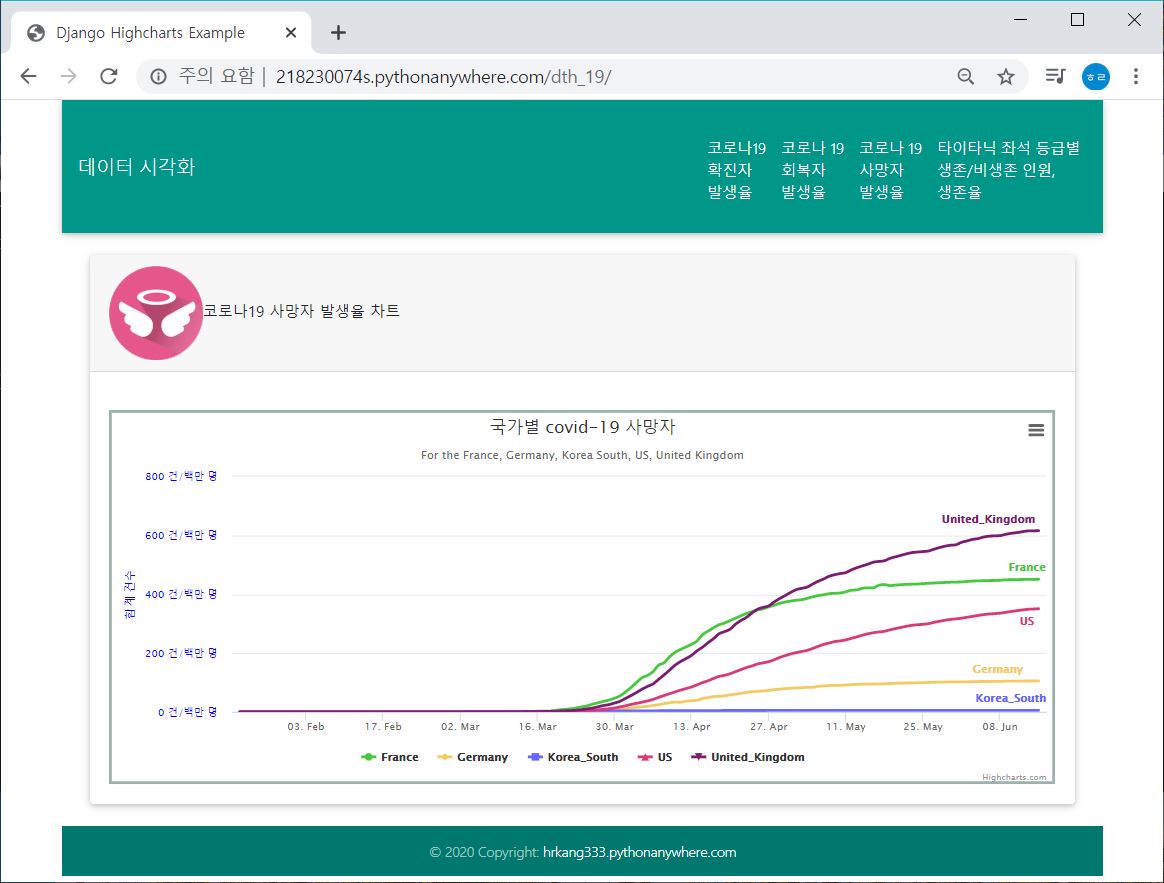 Django Highcharts Example
주의 요함 | 218230074s.pythonanywhere.com/dth_19/
ㅎㄹ
데이터 시각화
코로나19 확진자 발생율
코로나 19 회복자 발생율
코로나 19 사망자 발생율
타이타닉 좌석 등급별 생존/비생존 인원, 생존율
코로나19 사망자 발생율 차트
국가별 covid-19 사망자
For the France, Germany, Korea South, US, United Kingdom
합계 건수
800 건/백만 명
600 건/백만 명
400 건/백만 명
200 건/백만 명
0 건/백만 명
United_Kingdom
France
US
Germany
Korea_South
03. Feb 17. Feb 02. Mar 16. Mar 30. Mar 13. Apr 27. Apr 11. May 25. May 08. Jun
France Germany Korea_South US United_Kingdom
Highcharts.com
© 2020 Copyright: hrkang333.pythonanywhere.com